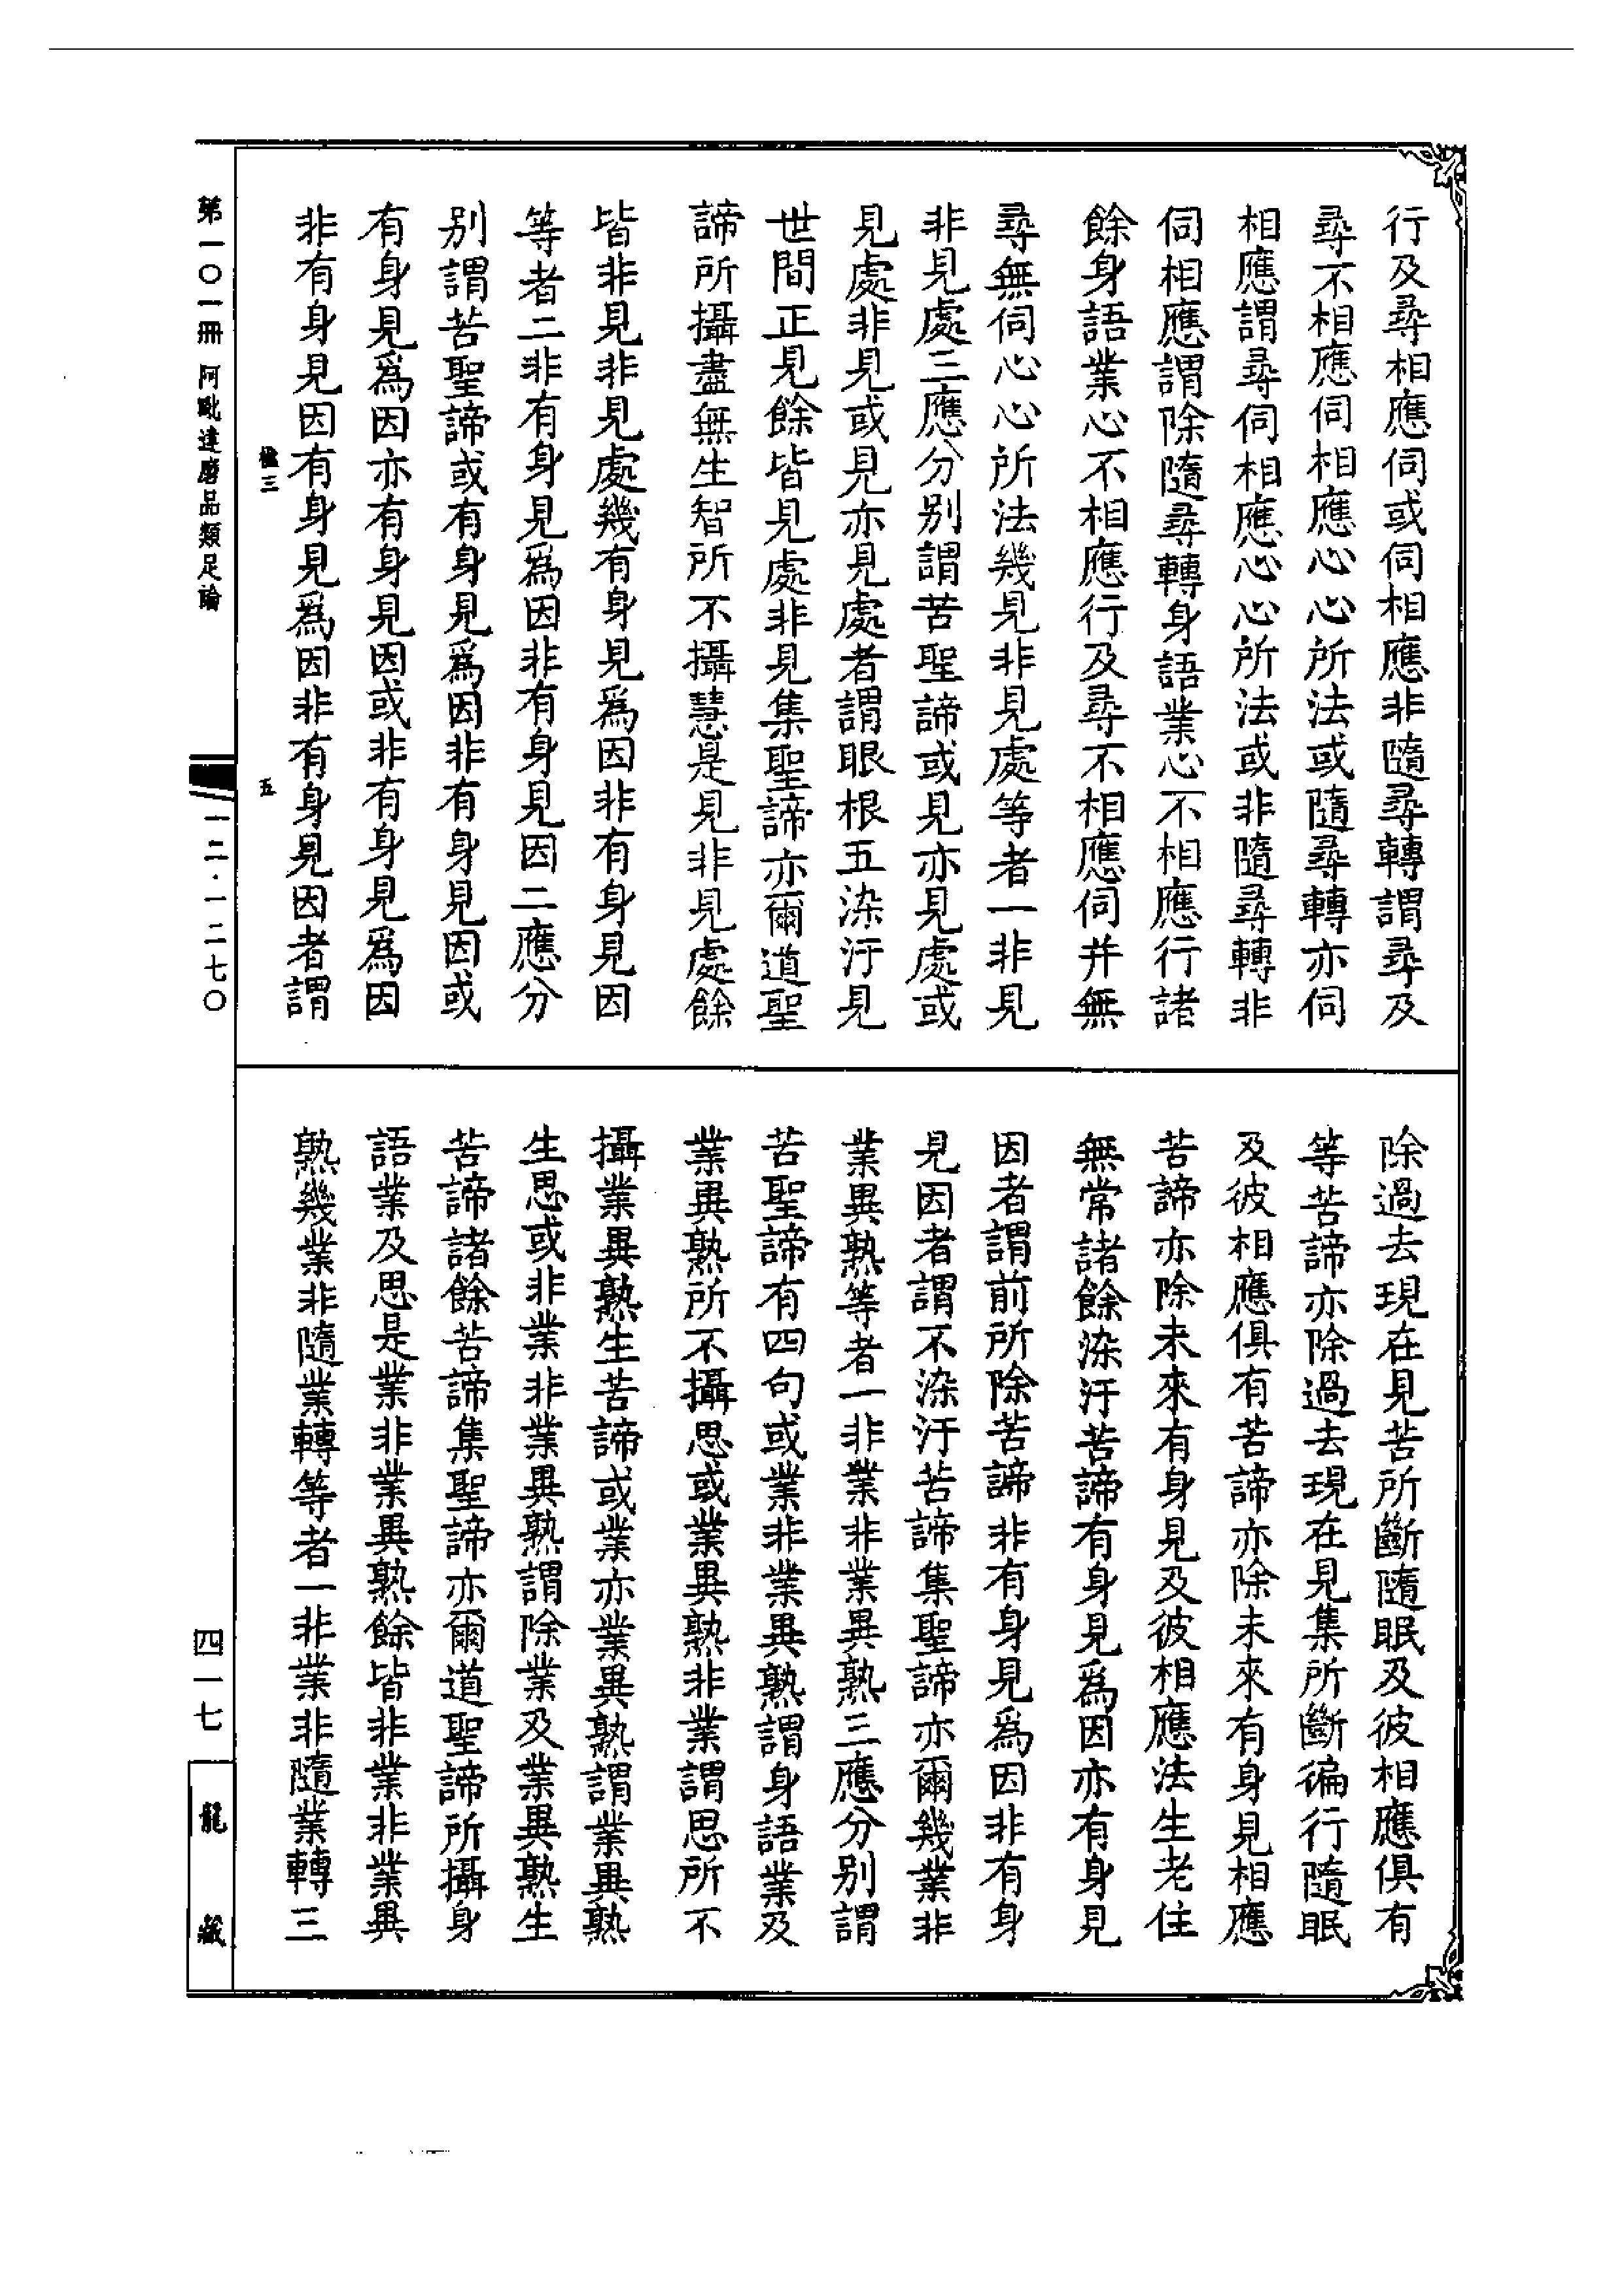 行及尋相應伺或伺相應非隨尋轉謂尋及
尋不相應伺相應心心所法或隨尋轉亦伺
相應謂尋伺相應心心所法或非隨尋轉非
伺相應謂除隨尋轉身語業心不相應行諸
餘身語業心不相應行及尋不相應伺并無
尋無伺心心所法幾見非見處等者一非見
非見處三應分別謂苦聖諦或見亦見處或
見處非見或見亦見處者謂眼根五染汙見
世間正見餘皆見處非見集聖諦亦爾道聖
諦所攝盡無生智所不攝慧是見非見處餘
皆非見非見處幾有身見爲因非有身見因
等者二非有身見爲因非有身見因二應分
別謂苦聖諦或有身見爲因非有身見因或
有身見爲因亦有身見因或非有身見爲因
非有身見因有身見爲因非有身見因者謂
除過去現在見苦所斷隨眠及彼相應俱有
等苦諦亦除過去現在見集所斷徧行隨眠
及彼相應俱有苦諦亦除未來有身見相應
苦諦亦除未來有身見及彼相應法生老住
無常諸餘染汙苦諦有身見爲因亦有身見
因者謂前所除苦諦非有身見爲因非有身
見因者謂不染汙苦諦集聖諦亦爾幾業非
業異熟等者一非業非業異熟三應分別謂
苦聖諦有四句或業非業異熟謂身語業及
業異熟所不攝思或業異熟非業謂思所不
攝業異熟生苦諦或業亦業異熟謂業異熟
生思或非業非業異熟謂除業及業異熟生
苦諦諸餘苦諦集聖諦亦爾道聖諦所攝身
語業及思是業非業異熟餘皆非業非業異
熟幾業非隨業轉等者一非業非隨業轉三
三
五
第一〇一冊 阿毗達磨品類足論
一二·一二七〇
四一七
龍藏